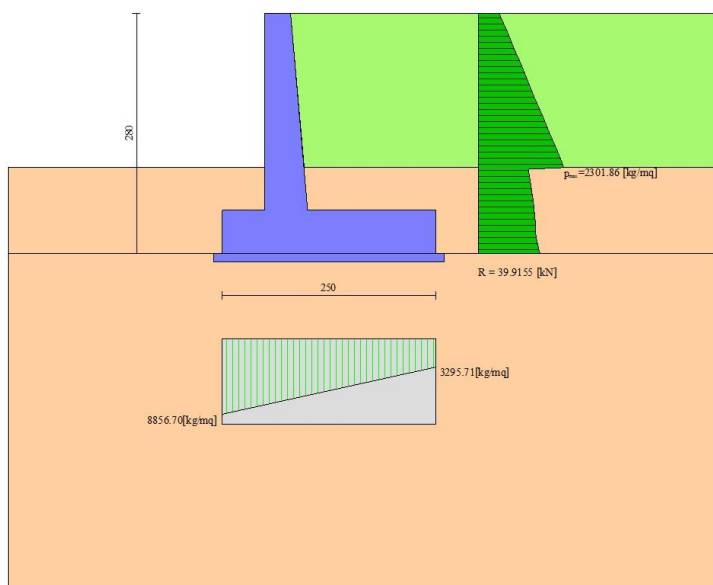 280
pmax=2301.86 [kg/mq]
R = 39.9155 [kN]
250
3295.71[kg/mq]
8856.70[kg/mq]